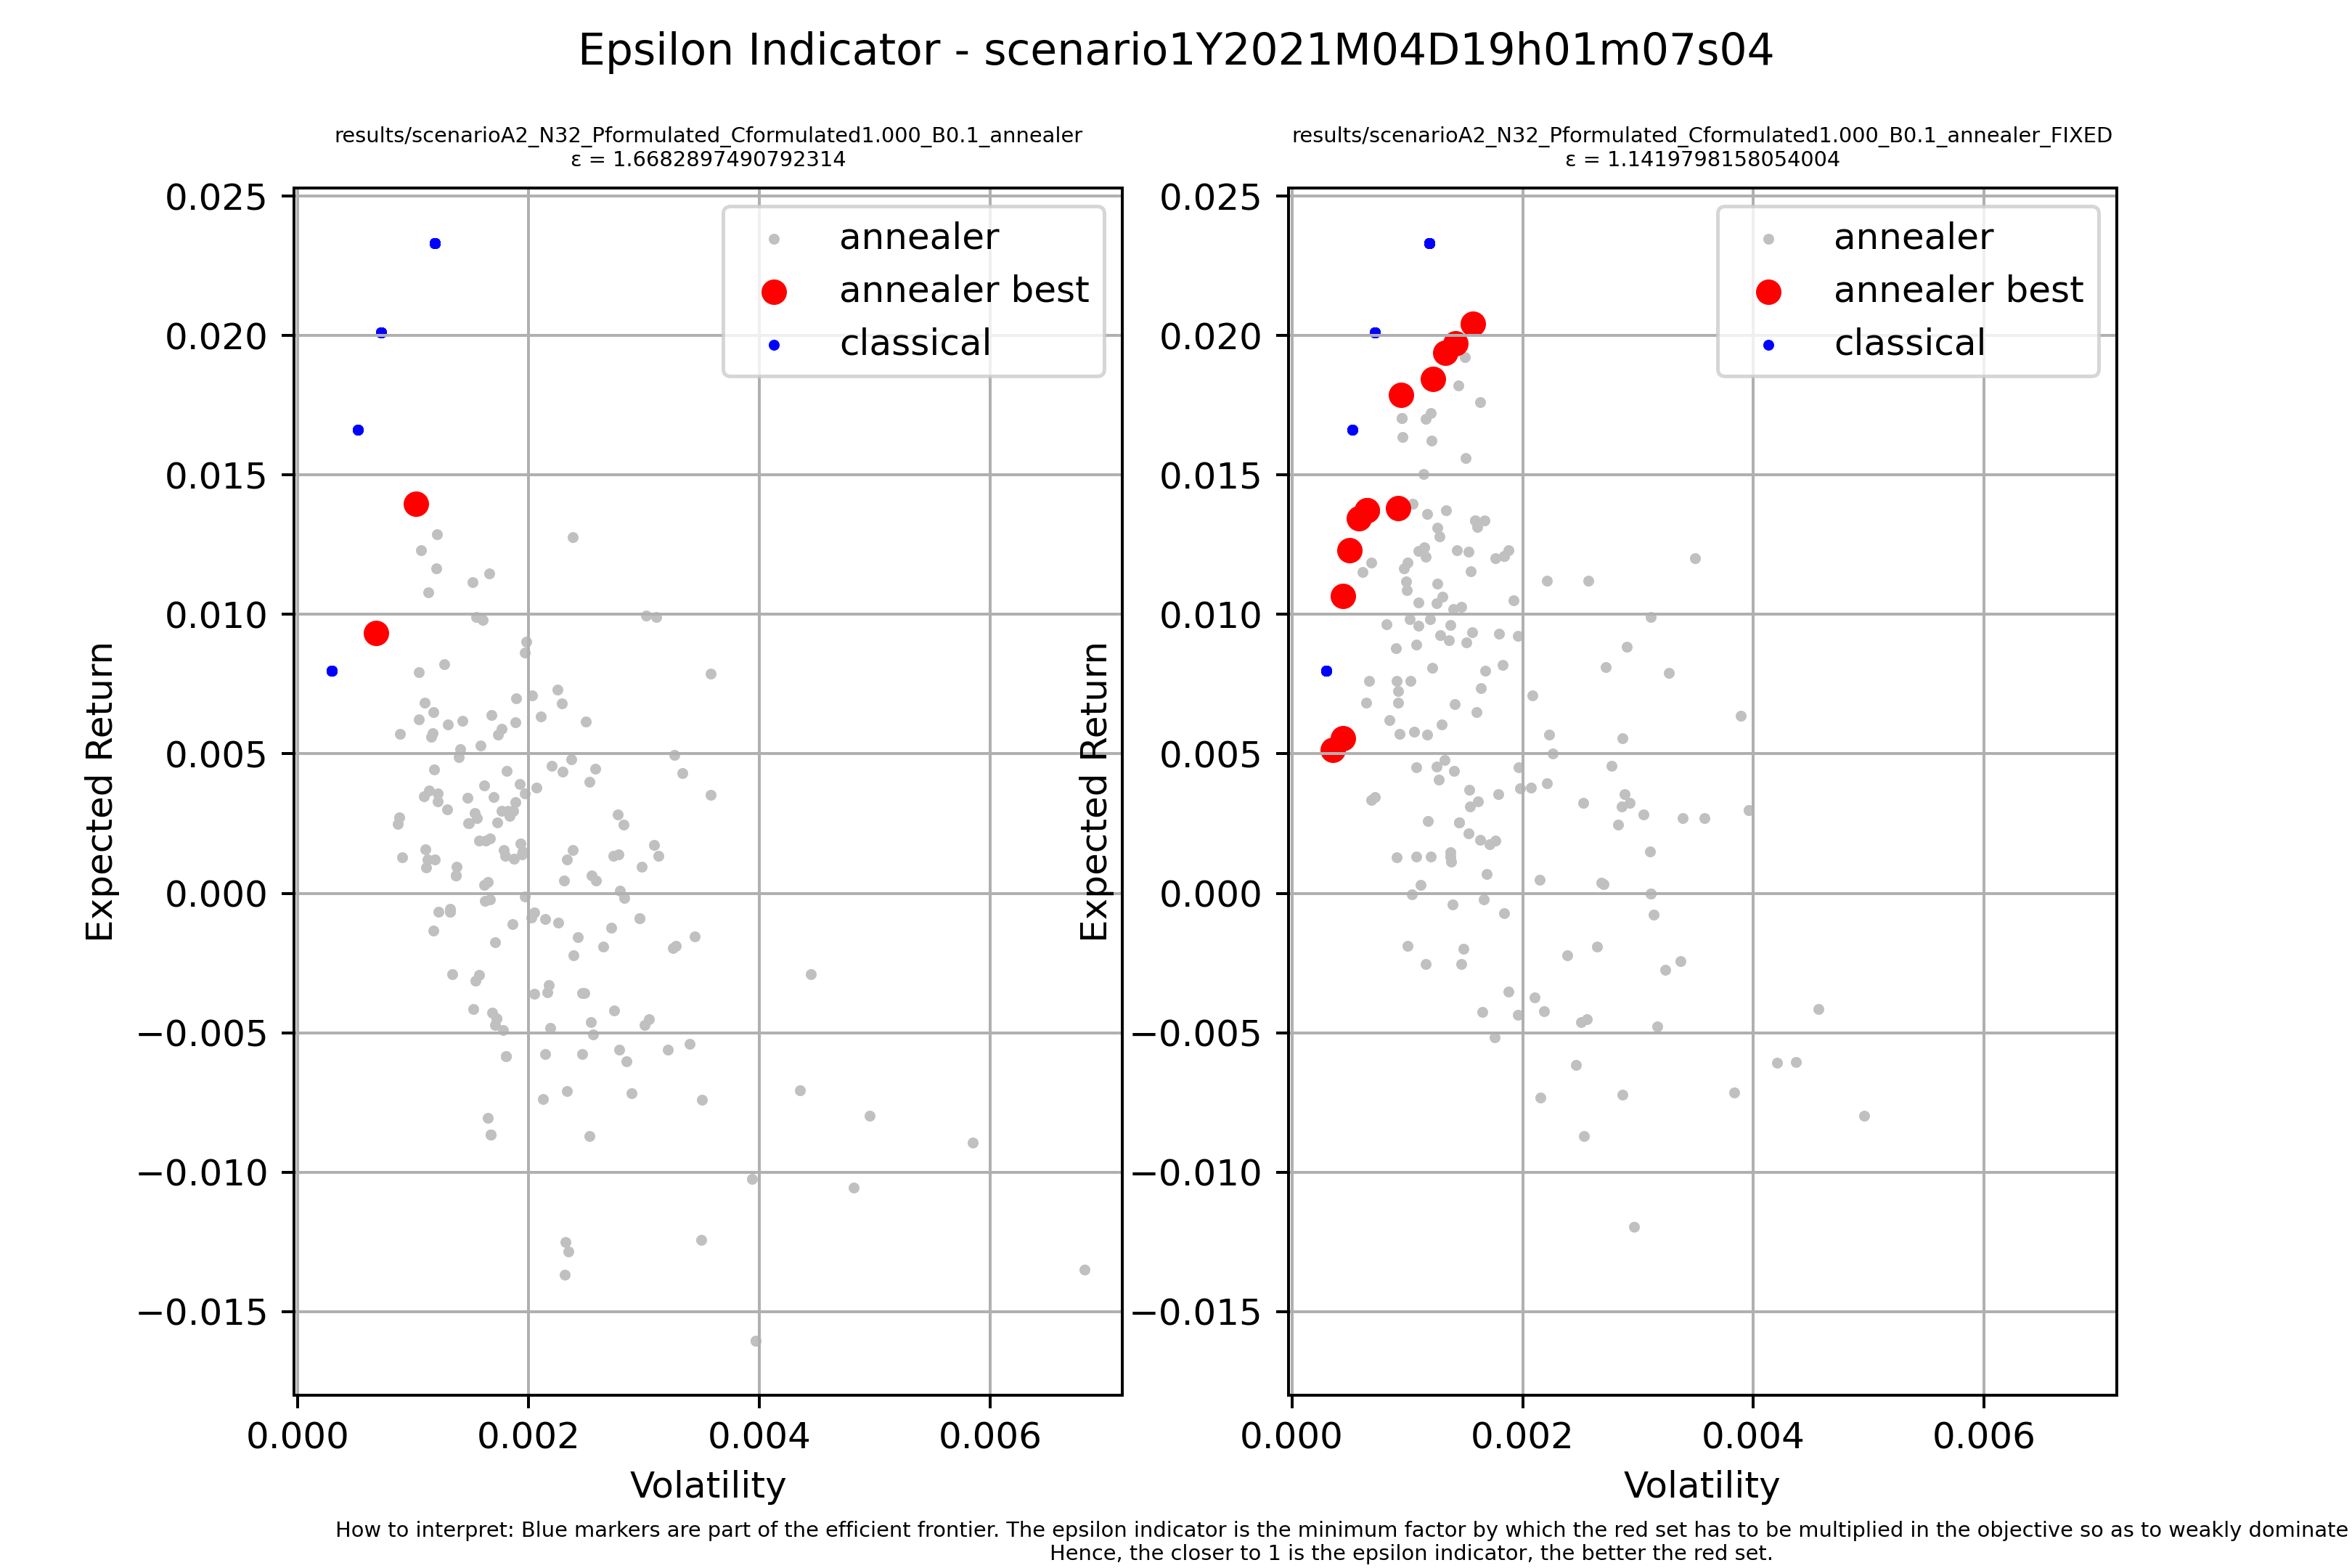 Epsilon Indicator - scenario1Y2021M04D19h01m07s04
results/scenarioA2_N32_Pformulated_Cformulated1.000_B0.1_annealer
ε = 1.6682897490792314
0.025
0.020
0.015
0.010
0.005
0.000
−0.005
−0.010
−0.015
Expected Return
annealer
annealer best
classical
0.000 0.002 0.004 0.006
Volatility
results/scenarioA2_N32_Pformulated_Cformulated1.000_B0.1_annealer_FIXED
ε = 1.1419798158054004
0.025
0.020
0.015
0.010
0.005
0.000
−0.005
−0.010
−0.015
Expected Return
annealer
annealer best
classical
0.000 0.002 0.004 0.006
Volatility
How to interpret: Blue markers are part of the efficient frontier. The epsilon indicator is the minimum factor by which the red set has to be multiplied in the objective so as to weakly dominate
Hence, the closer to 1 is the epsilon indicator, the better the red set.